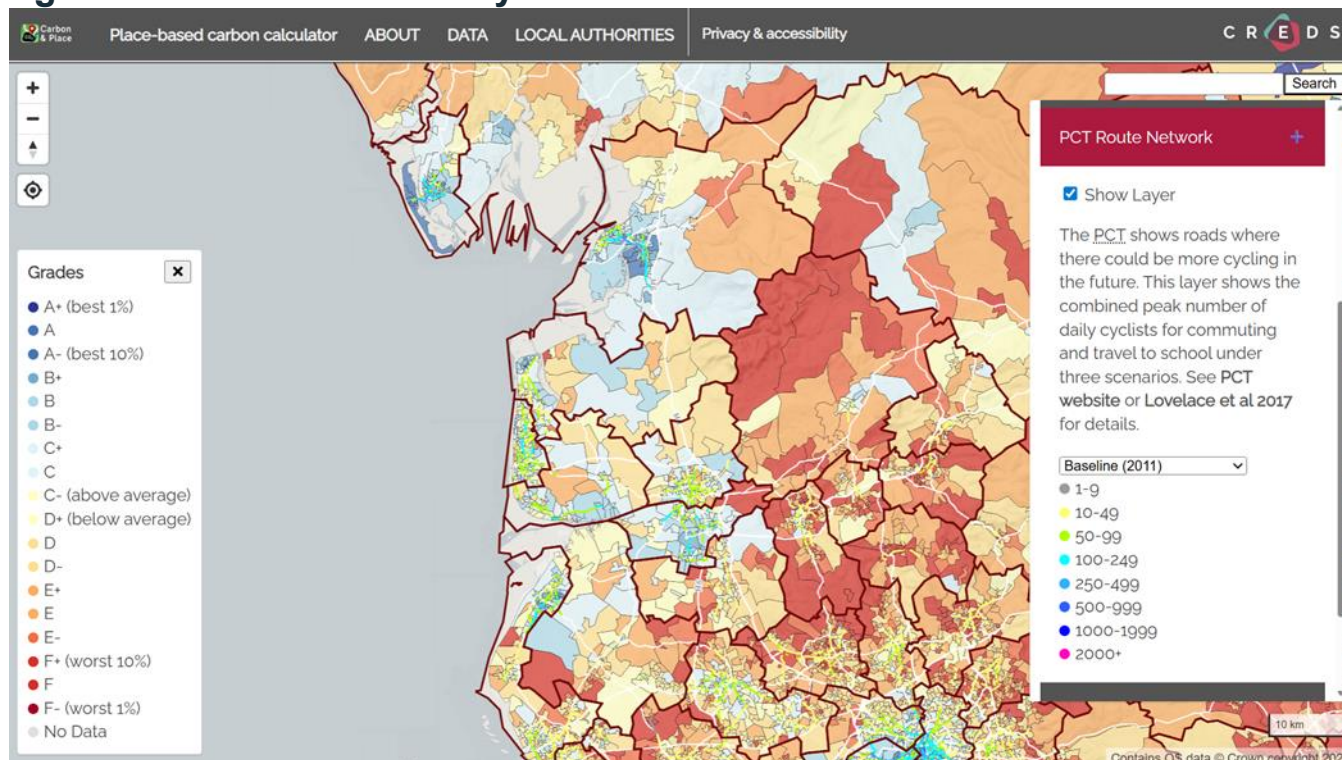 Carbon
& Place
Place-based carbon calculator
ABOUT
DATA
LOCAL AUTHORITIES
Privacy & accessibility
C R E D S
Search
PCT Route Network
+
Show Layer
The PCT shows roads where
there could be more cycling in
the future. This layer shows the
combined peak number of
daily cyclists for commuting
and travel to school under
three scenarios. See PCT
website or Lovelace et al 2017
for details.
Baseline (2011)
1-9
10-49
50-99
100-249
250-499
500-999
1000-1999
2000+
Grades
A+ (best 1%)
A
A- (best 10%)
B+
B
B-
C+
C
C- (above average)
D+ (below average)
D
D-
E+
E
E-
F+ (worst 10%)
F
F- (worst 1%)
No Data
10 km
Contains OS data © Crown copyright